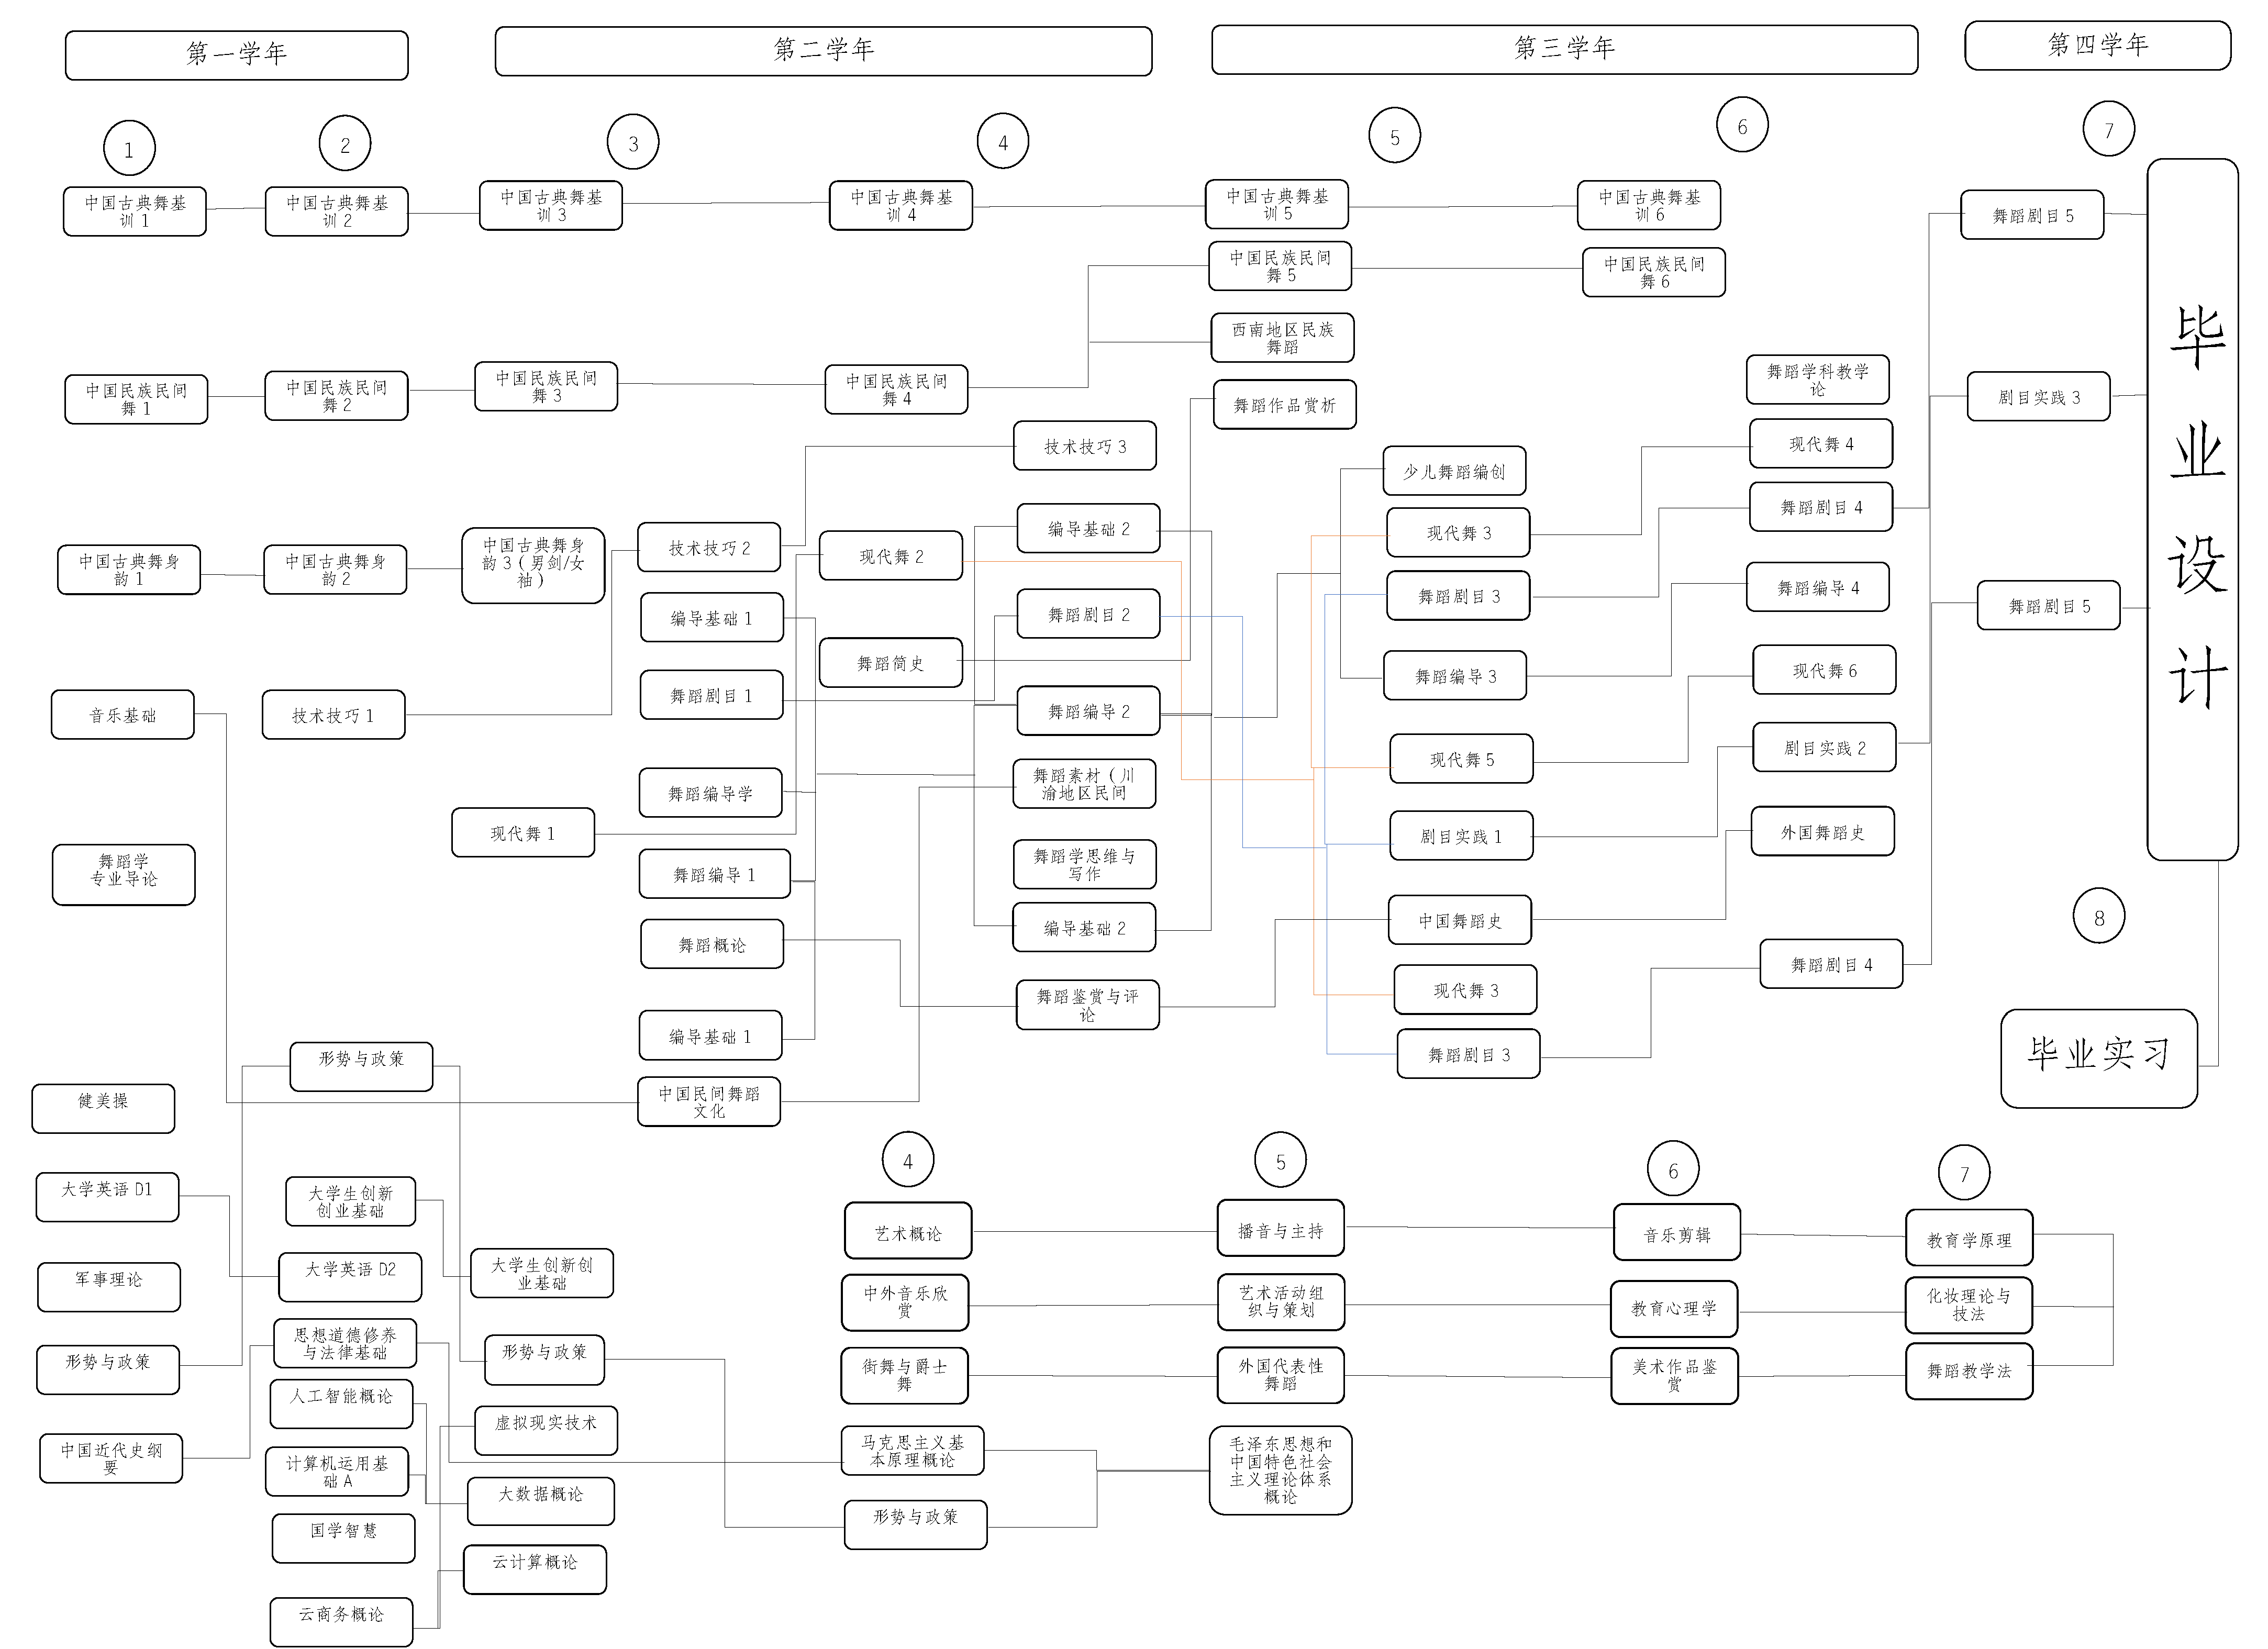 第一学年
第二学年
第三学年
第四学年
1
2
3
4
5
6
7
中国古典舞基
训 1
中国古典舞基
训 2
中国古典舞基
训 3
中国古典舞基
训 4
中国古典舞基
训 5
中国古典舞基
训 6
舞蹈剧目 5
中国民族民间
舞 5
中国民族民间
舞 6
西南地区民族
舞蹈
中国民族民间
舞 1
中国民族民间
舞 2
中国民族民间
舞 3
中国民族民间
舞 4
舞蹈作品赏析
舞蹈学科教学
论
剧目实践 3
毕
业
设
计
技术技巧 3
少儿舞蹈编创
现代舞 4
中国古典舞身
韵 1
中国古典舞身
韵 2
中国古典舞身
韵 3（男剑/女
袖）
技术技巧 2
现代舞 2
编导基础 2
现代舞 3
舞蹈剧目 4
编导基础 1
舞蹈剧目 2
舞蹈剧目 3
舞蹈编导 4
舞蹈剧目 5
舞蹈简史
舞蹈编导 3
现代舞 6
音乐基础
技术技巧 1
舞蹈剧目 1
舞蹈编导 2
现代舞 5
剧目实践 2
舞蹈编导学
舞蹈素材（川
渝地区民间
现代舞 1
剧目实践 1
外国舞蹈史
舞蹈学
专业导论
舞蹈编导 1
舞蹈学思维与
写作
舞蹈概论
编导基础 2
中国舞蹈史
8
舞蹈鉴赏与评
论
现代舞 3
舞蹈剧目 4
编导基础 1
舞蹈剧目 3
毕业实习
形势与政策
健美操
中国民间舞蹈
文化
4
5
6
7
大学英语 D1
大学生创新
创业基础
艺术概论
播音与主持
音乐剪辑
教育学原理
军事理论
大学英语 D2
大学生创新创
业基础
中外音乐欣
赏
艺术活动组
织与策划
教育心理学
化妆理论与
技法
形势与政策
思想道德修养
与法律基础
形势与政策
街舞与爵士
舞
外国代表性
舞蹈
美术作品鉴
赏
舞蹈教学法
人工智能概论
虚拟现实技术
中国近代史纲
要
计算机运用基
础 A
大数据概论
马克思主义基
本原理概论
毛泽东思想和
中国特色社会
主义理论体系
概论
国学智慧
形势与政策
云计算概论
云商务概论